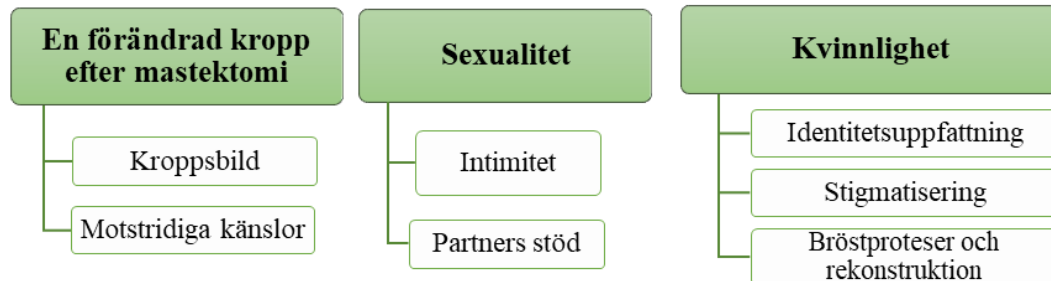 En förändrad kropp
efter mastektomi
Kroppsbild
Motstridiga känslor
Sexualitet
Intimitet
Partners stöd
Kvinnlighet
Identitetsuppfattning
Stigmatisering
Bröstproteser och
rekonstruktion